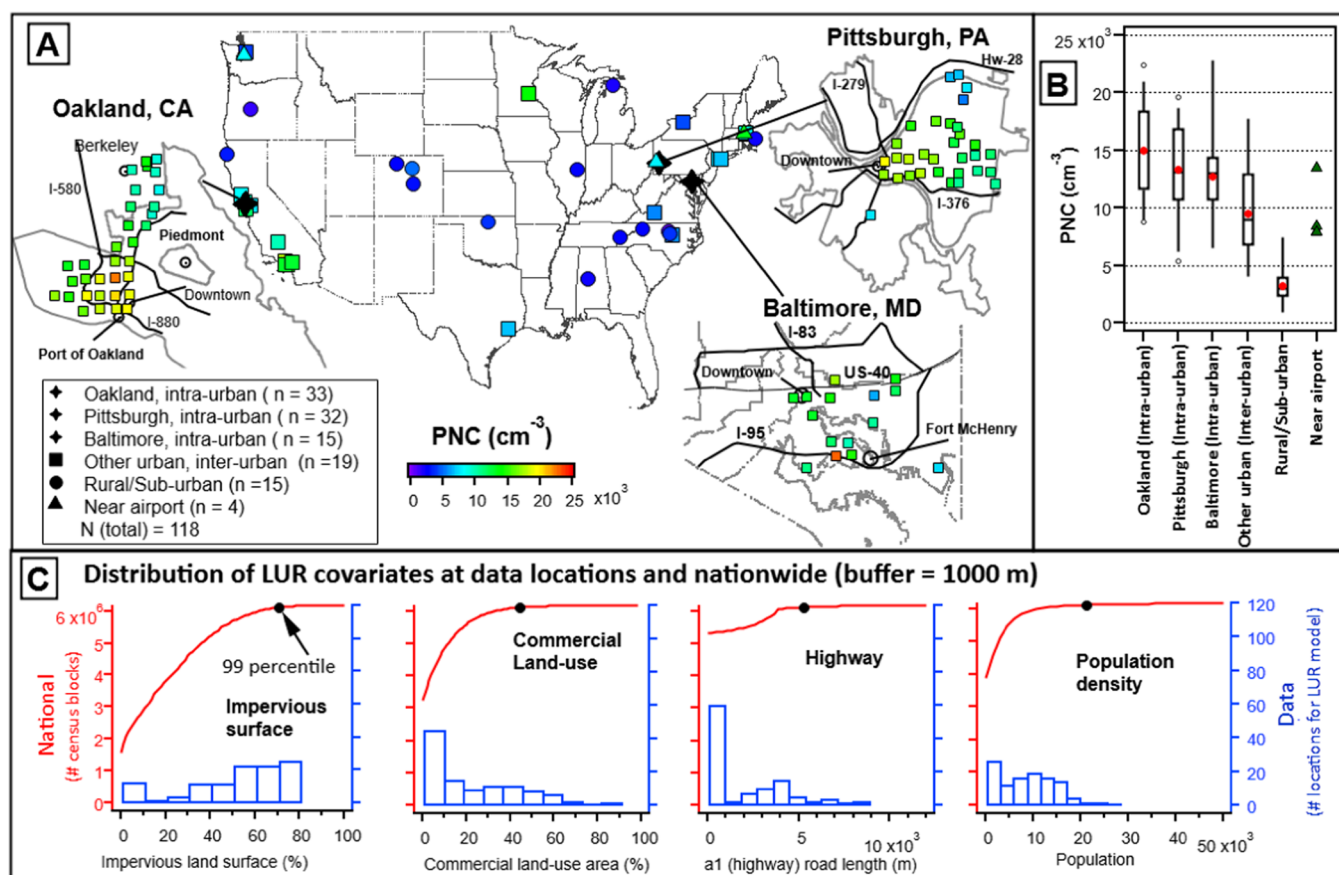 A
Oakland, CA
Berkeley
I-580
Piedmont
Downtown
I-880
Port of Oakland
Pittsburgh, PA
Hw-28
I-279
Downtown
I-376
Baltimore, MD
I-83
Downtown
US-40
I-95
Fort McHenry
Oakland, intra-urban ( n = 33)
Pittsburgh, intra-urban ( n = 32)
Baltimore, intra-urban ( n = 15)
Other urban, inter-urban (n =19)
Rural/Sub-urban (n =15)
Near airport (n = 4)
N (total) = 118
PNC (cm⁻³)
0 5 10 15 20 25 x10³
B
25 x10³
20
15
10
5
0
PNC (cm⁻³)
Oakland (Intra-urban)
Pittsburgh (Intra-urban)
Baltimore (Intra-urban)
Other urban (Inter-urban)
Rural/Sub-urban
Near airport
C
Distribution of LUR covariates at data locations and nationwide (buffer = 1000 m)
National
(# census blocks)
6 x10⁶
5
4
3
2
1
0
99 percentile
Impervious
surface
0 20 40 60 80 100
Impervious land surface (%)
Commercial
Land-use
0 20 40 60 80 100
Commercial land-use area (%)
Highway
0 5 10 x10³
a1 (highway) road length (m)
Population
density
0 10 20 30 40 50 x10³
Population
120
100
80
60
40
20
0
Data
(# locations for LUR model)